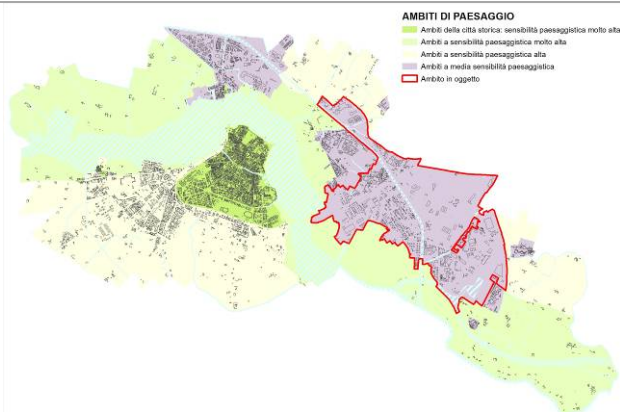 AMBITI DI PAESAGGIO
Ambiti della città storica: sensibilità paesaggistica molto alta
Ambiti a sensibilità paesaggistica molto alta
Ambiti a sensibilità paesaggistica alta
Ambiti a media sensibilità paesaggistica
Ambito in oggetto